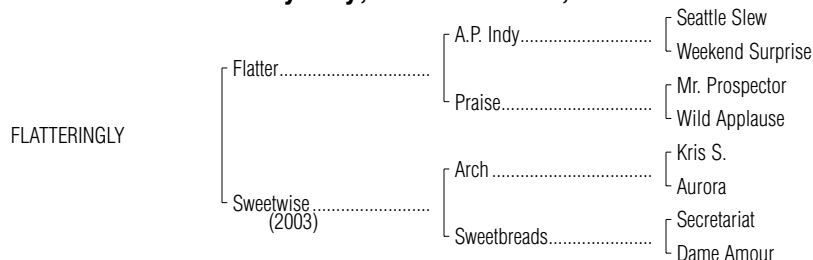 Seattle Slew
A.P. Indy
Weekend Surprise
Flatter
Mr. Prospector
Praise
Wild Applause
FLATTERINGLY
Kris S.
Arch
Aurora
Sweetwise
(2003)
Secretariat
Sweetbreads
Dame Amour